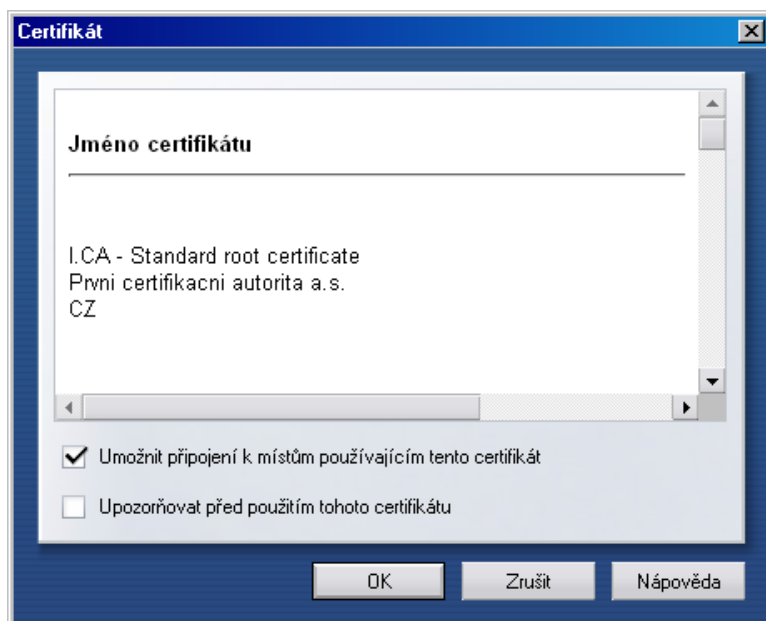 Certifikát
Jméno certifikátu
I.CA - Standard root certificate
Prvni certifikacni autorita a.s.
CZ
Umožnit připojení k místům používajícím tento certifikát
Upozorňovat před použitím tohoto certifikátu
OK
Zrušit
Nápověda